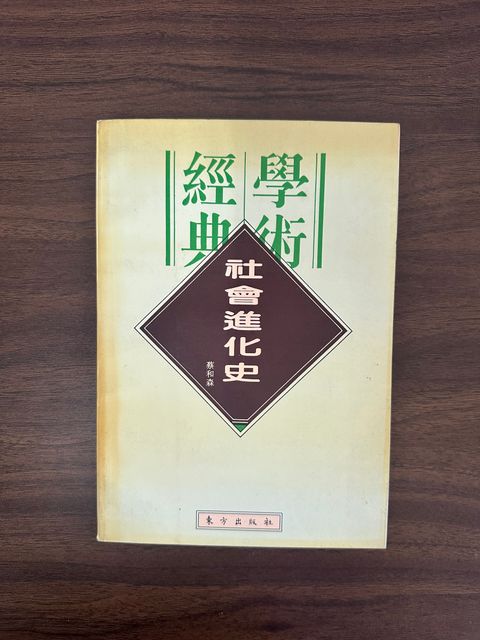 學術
經典
社會進化史
蔡和森
東方出版社